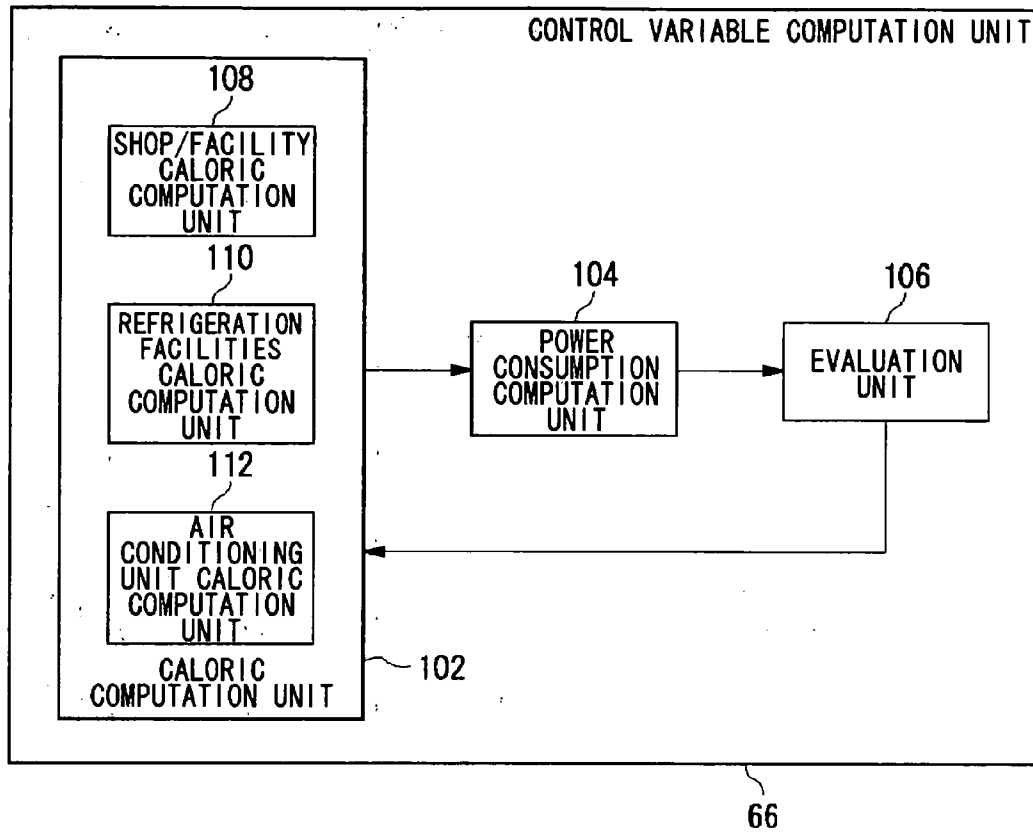 CONTROL VARIABLE COMPUTATION UNIT
108
SHOP/FACILITY
CALORIC
COMPUTATION
UNIT
110
REFRIGERATION
FACILITIES
CALORIC
COMPUTATION
UNIT
112
AIR
CONDITIONING
UNIT CALORIC
COMPUTATION
UNIT
CALORIC
COMPUTATION UNIT
102
104
POWER
CONSUMPTION
COMPUTATION
UNIT
106
EVALUATION
UNIT
66